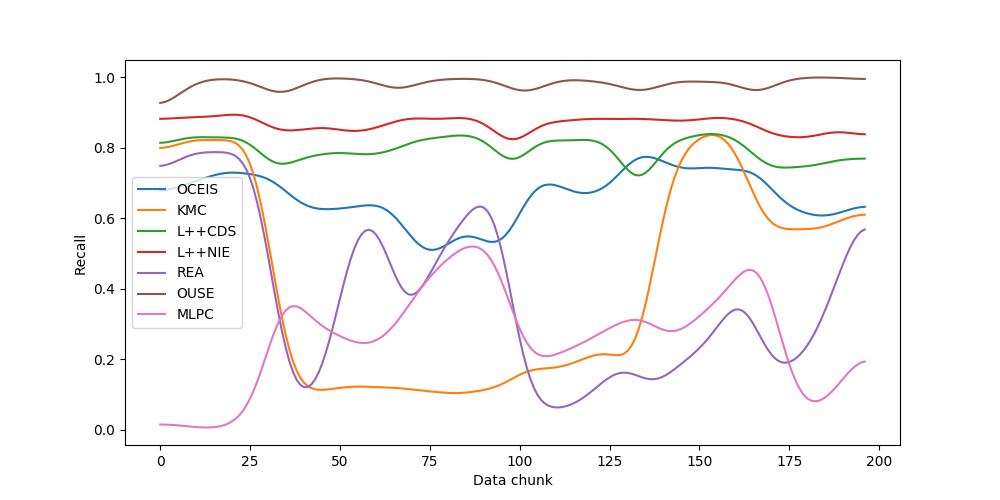 1.0
0.8
0.6
0.4
0.2
0.0
Recall
OCEIS
KMC
L++CDS
L++NIE
REA
OUSE
MLPC
0 25 50 75 100 125 150 175 200
Data chunk